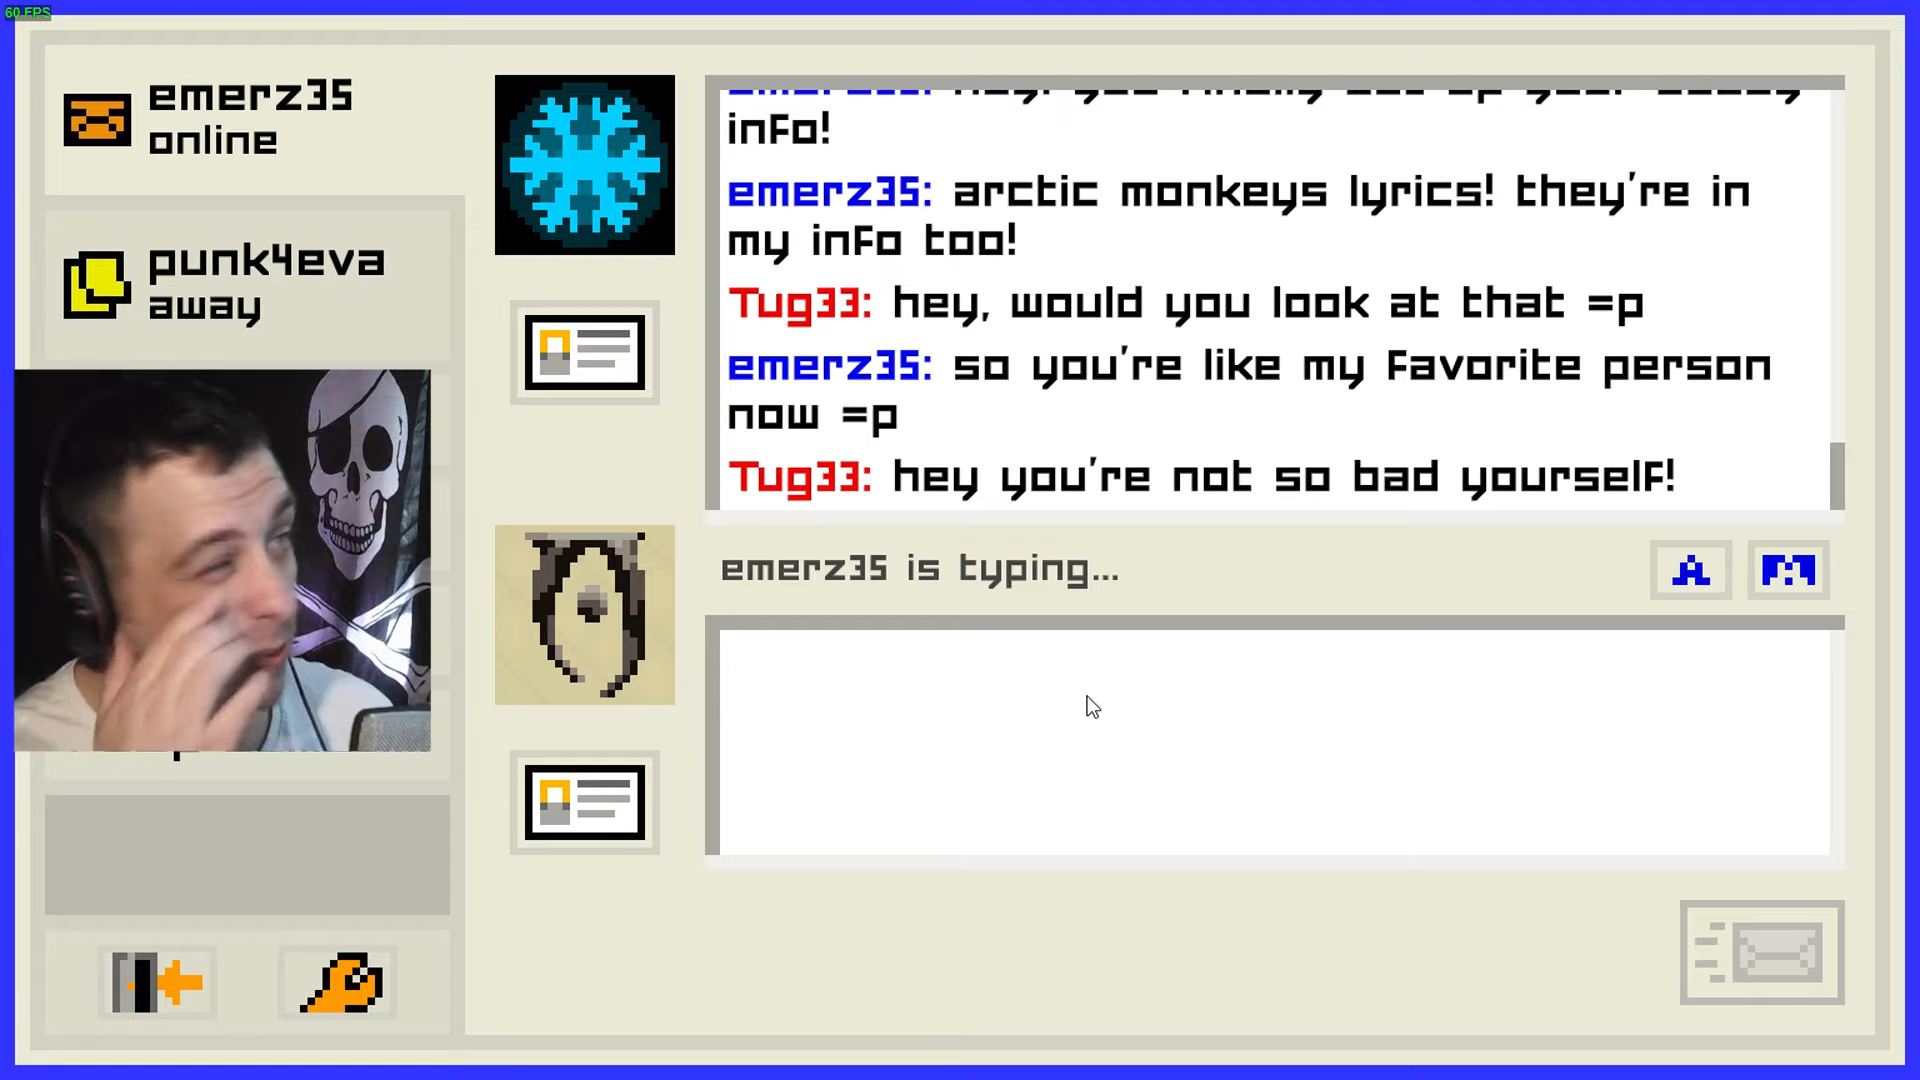 60 FPS
emerz35
online
punk4eva
away
info!
emerz35: arctic monkeys lyrics! they're in
my info too!
Tug33: hey, would you look at that =p
emerz35: so you're like my favorite person
now =p
Tug33: hey you're not so bad yourself!
emerz35 is typing...
A